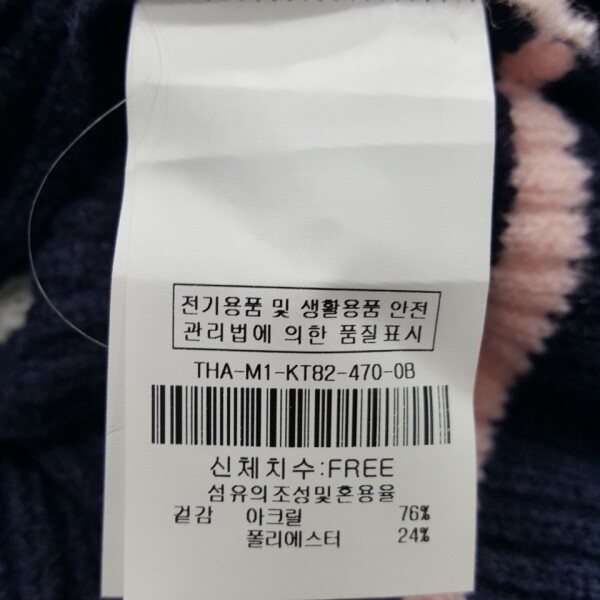 전기용품 및 생활용품 안전
관리법에 의한 품질표시
THA-M1-KT82-470-0B
신체치수:FREE
섬유의조성및혼용율
겉감 아크릴 76%
폴리에스터 24%